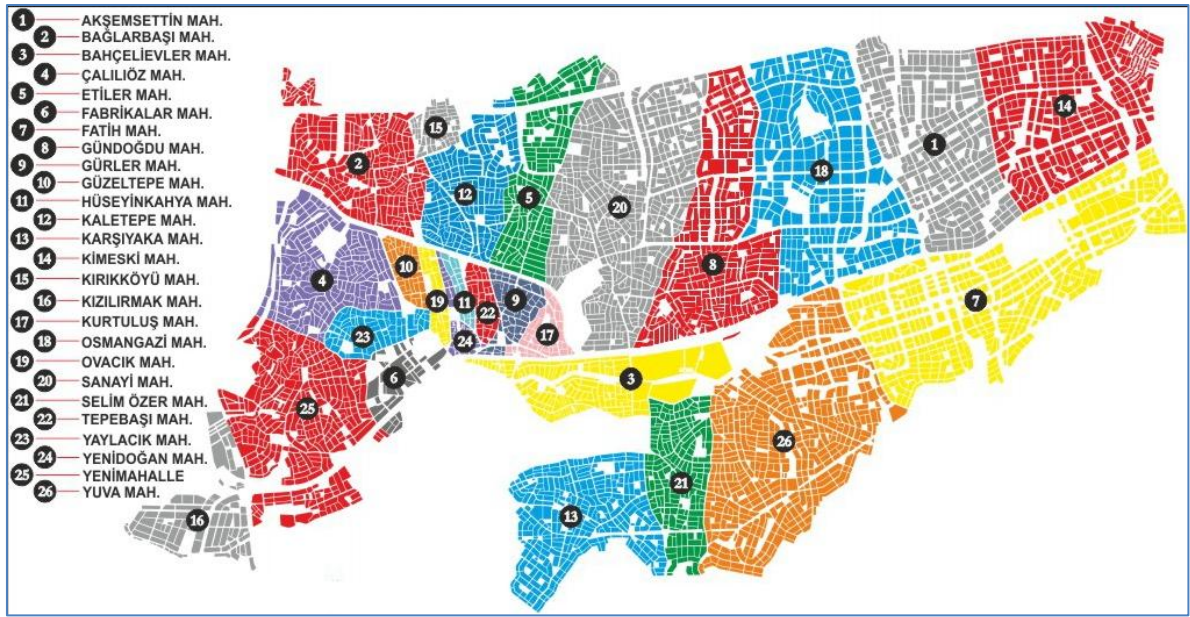 1 AKŞEMSETTİN MAH.
2 BAĞLARBAŞI MAH.
3 BAHÇELİEVLER MAH.
4 ÇALILIÖZ MAH.
5 ETİLER MAH.
6 FABRİKALAR MAH.
7 FATİH MAH.
8 GÜNDOĞDU MAH.
9 GÜRLER MAH.
10 GÜZELTEPE MAH.
11 HÜSEYİNKAHYA MAH.
12 KALETEPE MAH.
13 KARŞIYAKA MAH.
14 KİMESKİ MAH.
15 KIRIKKÖYÜ MAH.
16 KIZILIRMAK MAH.
17 KURTULUŞ MAH.
18 OSMANGAZİ MAH.
19 OVACIK MAH.
20 SANAYİ MAH.
21 SELİM ÖZER MAH.
22 TEPEBAŞI MAH.
23 YAYLACIK MAH.
24 YENİDOĞAN MAH.
25 YENİMAHALLE
26 YUVA MAH.
14
15
1
2
18
12
5
20
8
4
10
19
11
22
9
7
17
23
24
6
3
25
26
21
16
13